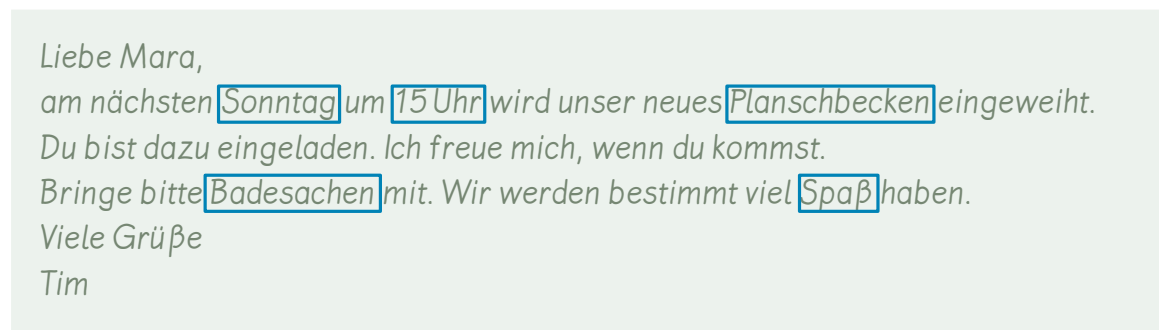 Liebe Mara,
am nächsten Sonntag um 15 Uhr wird unser neues Planschbecken eingeweiht.
Du bist dazu eingeladen. Ich freue mich, wenn du kommst.
Bringe bitte Badesachen mit. Wir werden bestimmt viel Spaß haben.
Viele Grüße
Tim